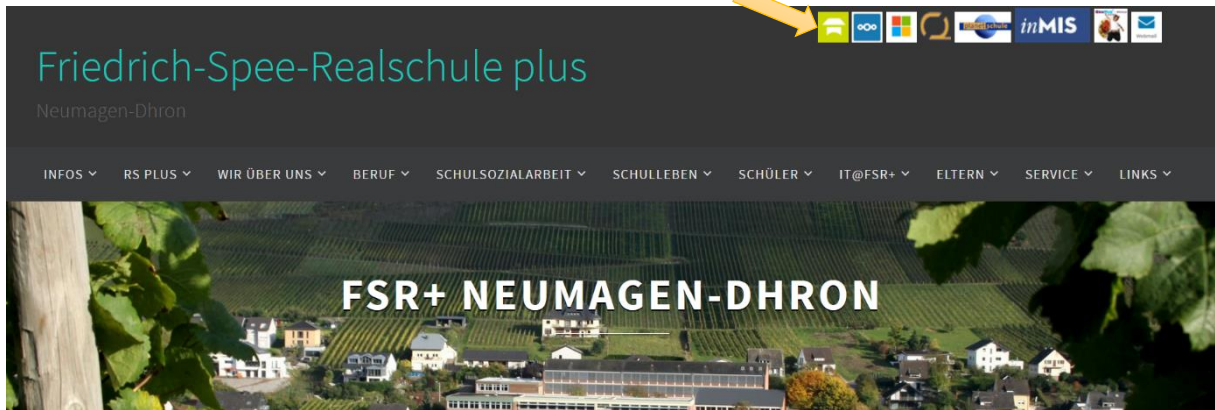 inMIS
Webmail
Friedrich-Spee-Realschule plus
Neumagen-Dhron
INFOS RS PLUS WIR ÜBER UNS BERUF SCHULSOZIALARBEIT SCHULLEBEN SCHÜLER IT@FSR+ ELTERN SERVICE LINKS
FSR+ NEUMAGEN-DHRON